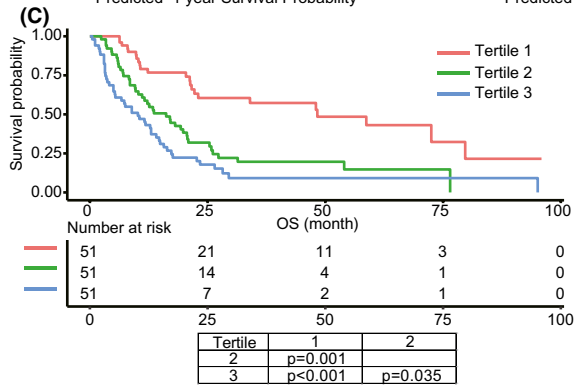 Predicted 1 year Survival Probability Predicted
(C)
Survival probability
1.00
0.75
0.50
0.25
0.00
Tertile 1
Tertile 2
Tertile 3
0 25 50 75 100
OS (month)
Number at risk
51 21 11 3 0
51 14 4 1 0
51 7 2 1 0
0 25 50 75 100
Tertile 1 2
2 p=0.001
3 p<0.001 p=0.035